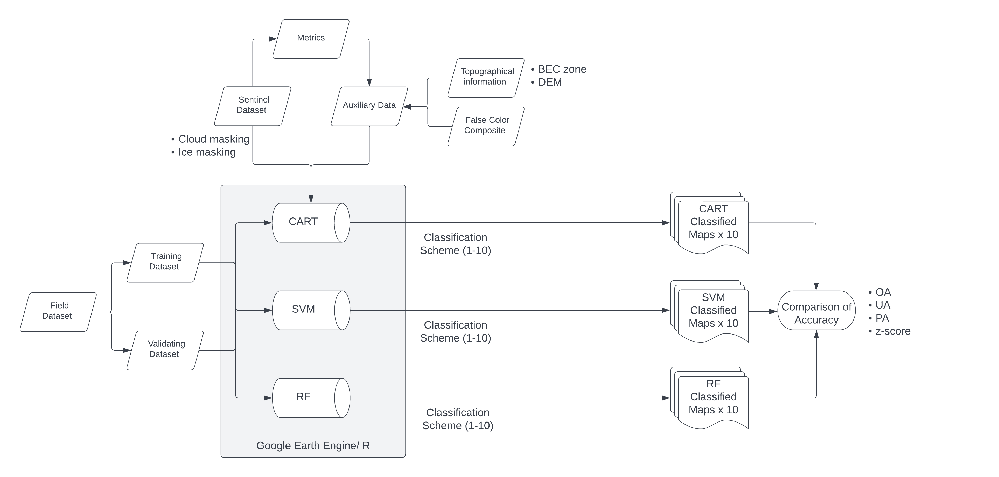 Metrics
Topographical
information
• BEC zone
• DEM
Sentinel
Dataset
Auxiliary Data
False Color
Composite
• Cloud masking
• Ice masking
CART
Classification
Scheme (1-10)
CART
Classified
Maps x 10
Training
Dataset
Field
Dataset
Validating
Dataset
SVM
Classification
Scheme (1-10)
SVM
Classified
Maps x 10
Comparison of
Accuracy
• OA
• UA
• PA
• z-score
RF
Classification
Scheme (1-10)
RF
Classified
Maps x 10
Google Earth Engine/ R